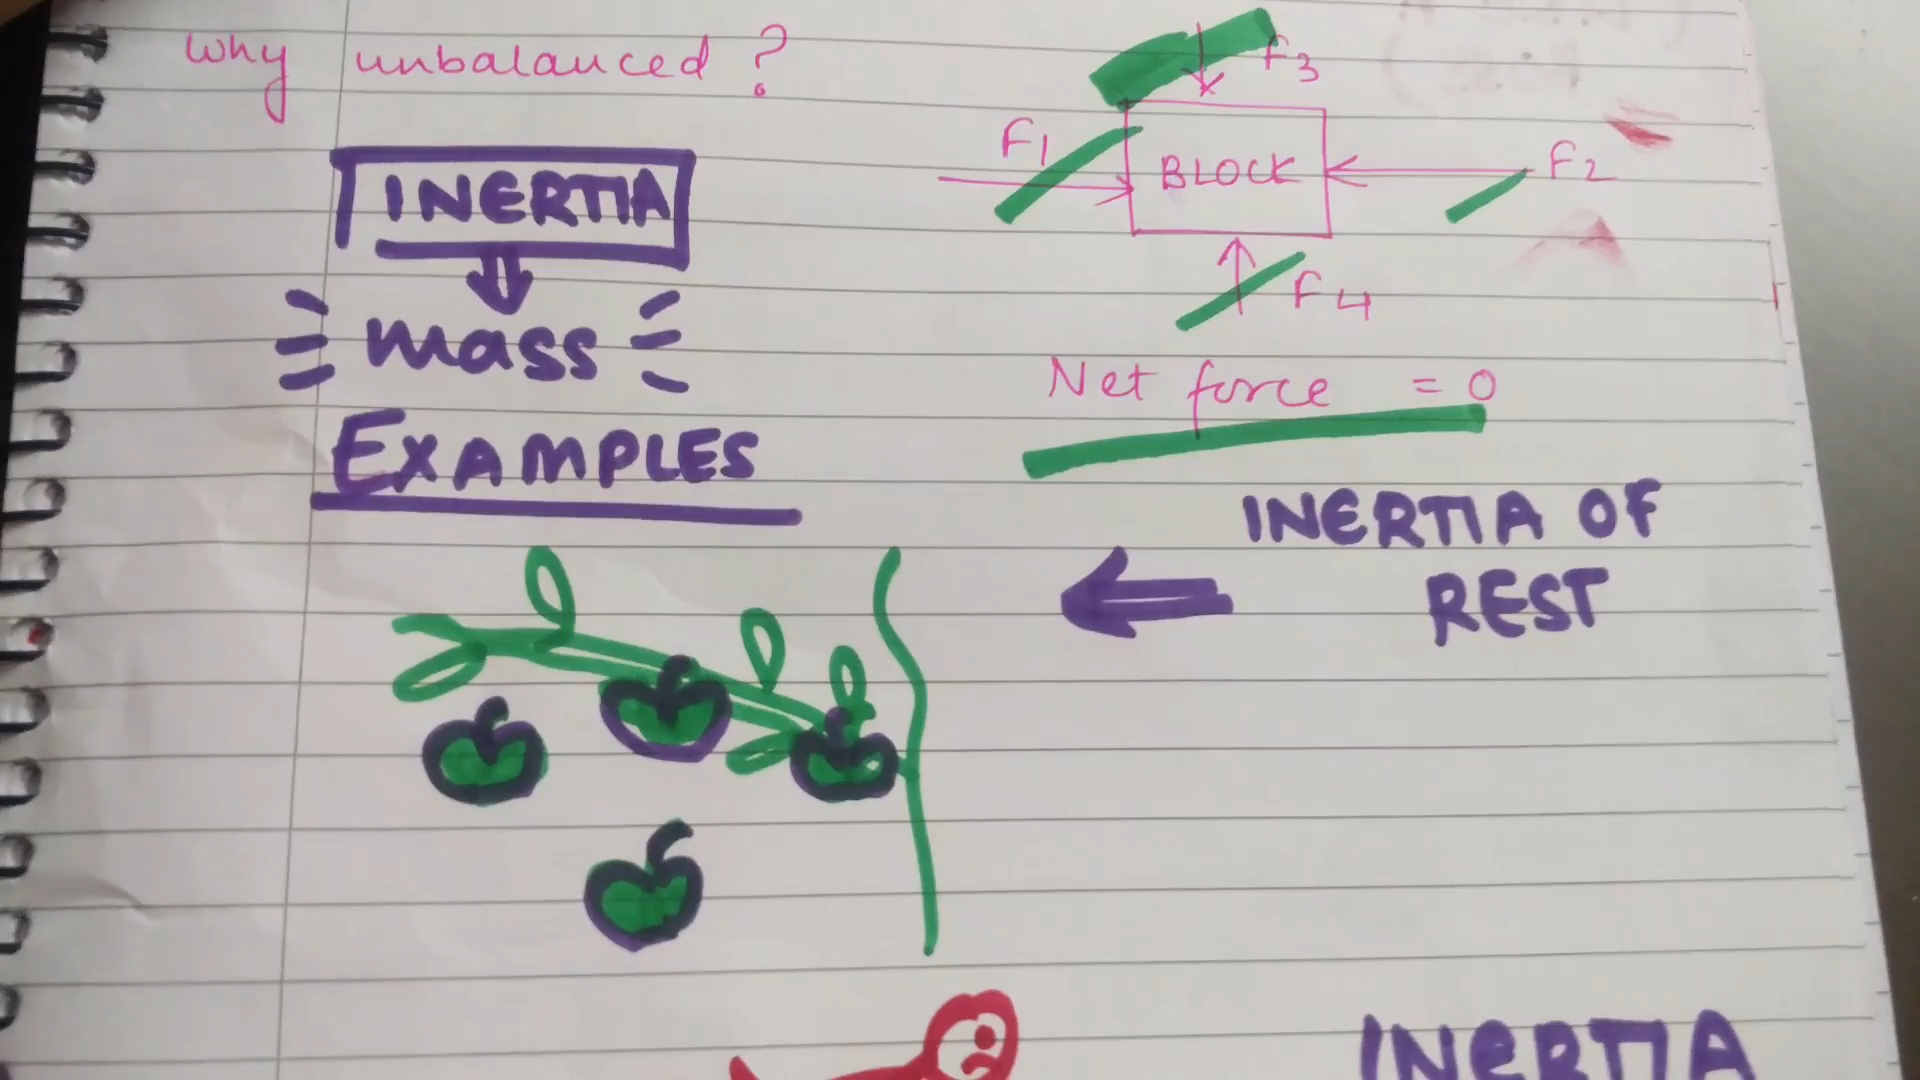 Why unbalanced ?
F3
F1
BLOCK
F2
F4
Net force = 0
INERTIA
mass
EXAMPLES
INERTIA OF
REST
INERTIA